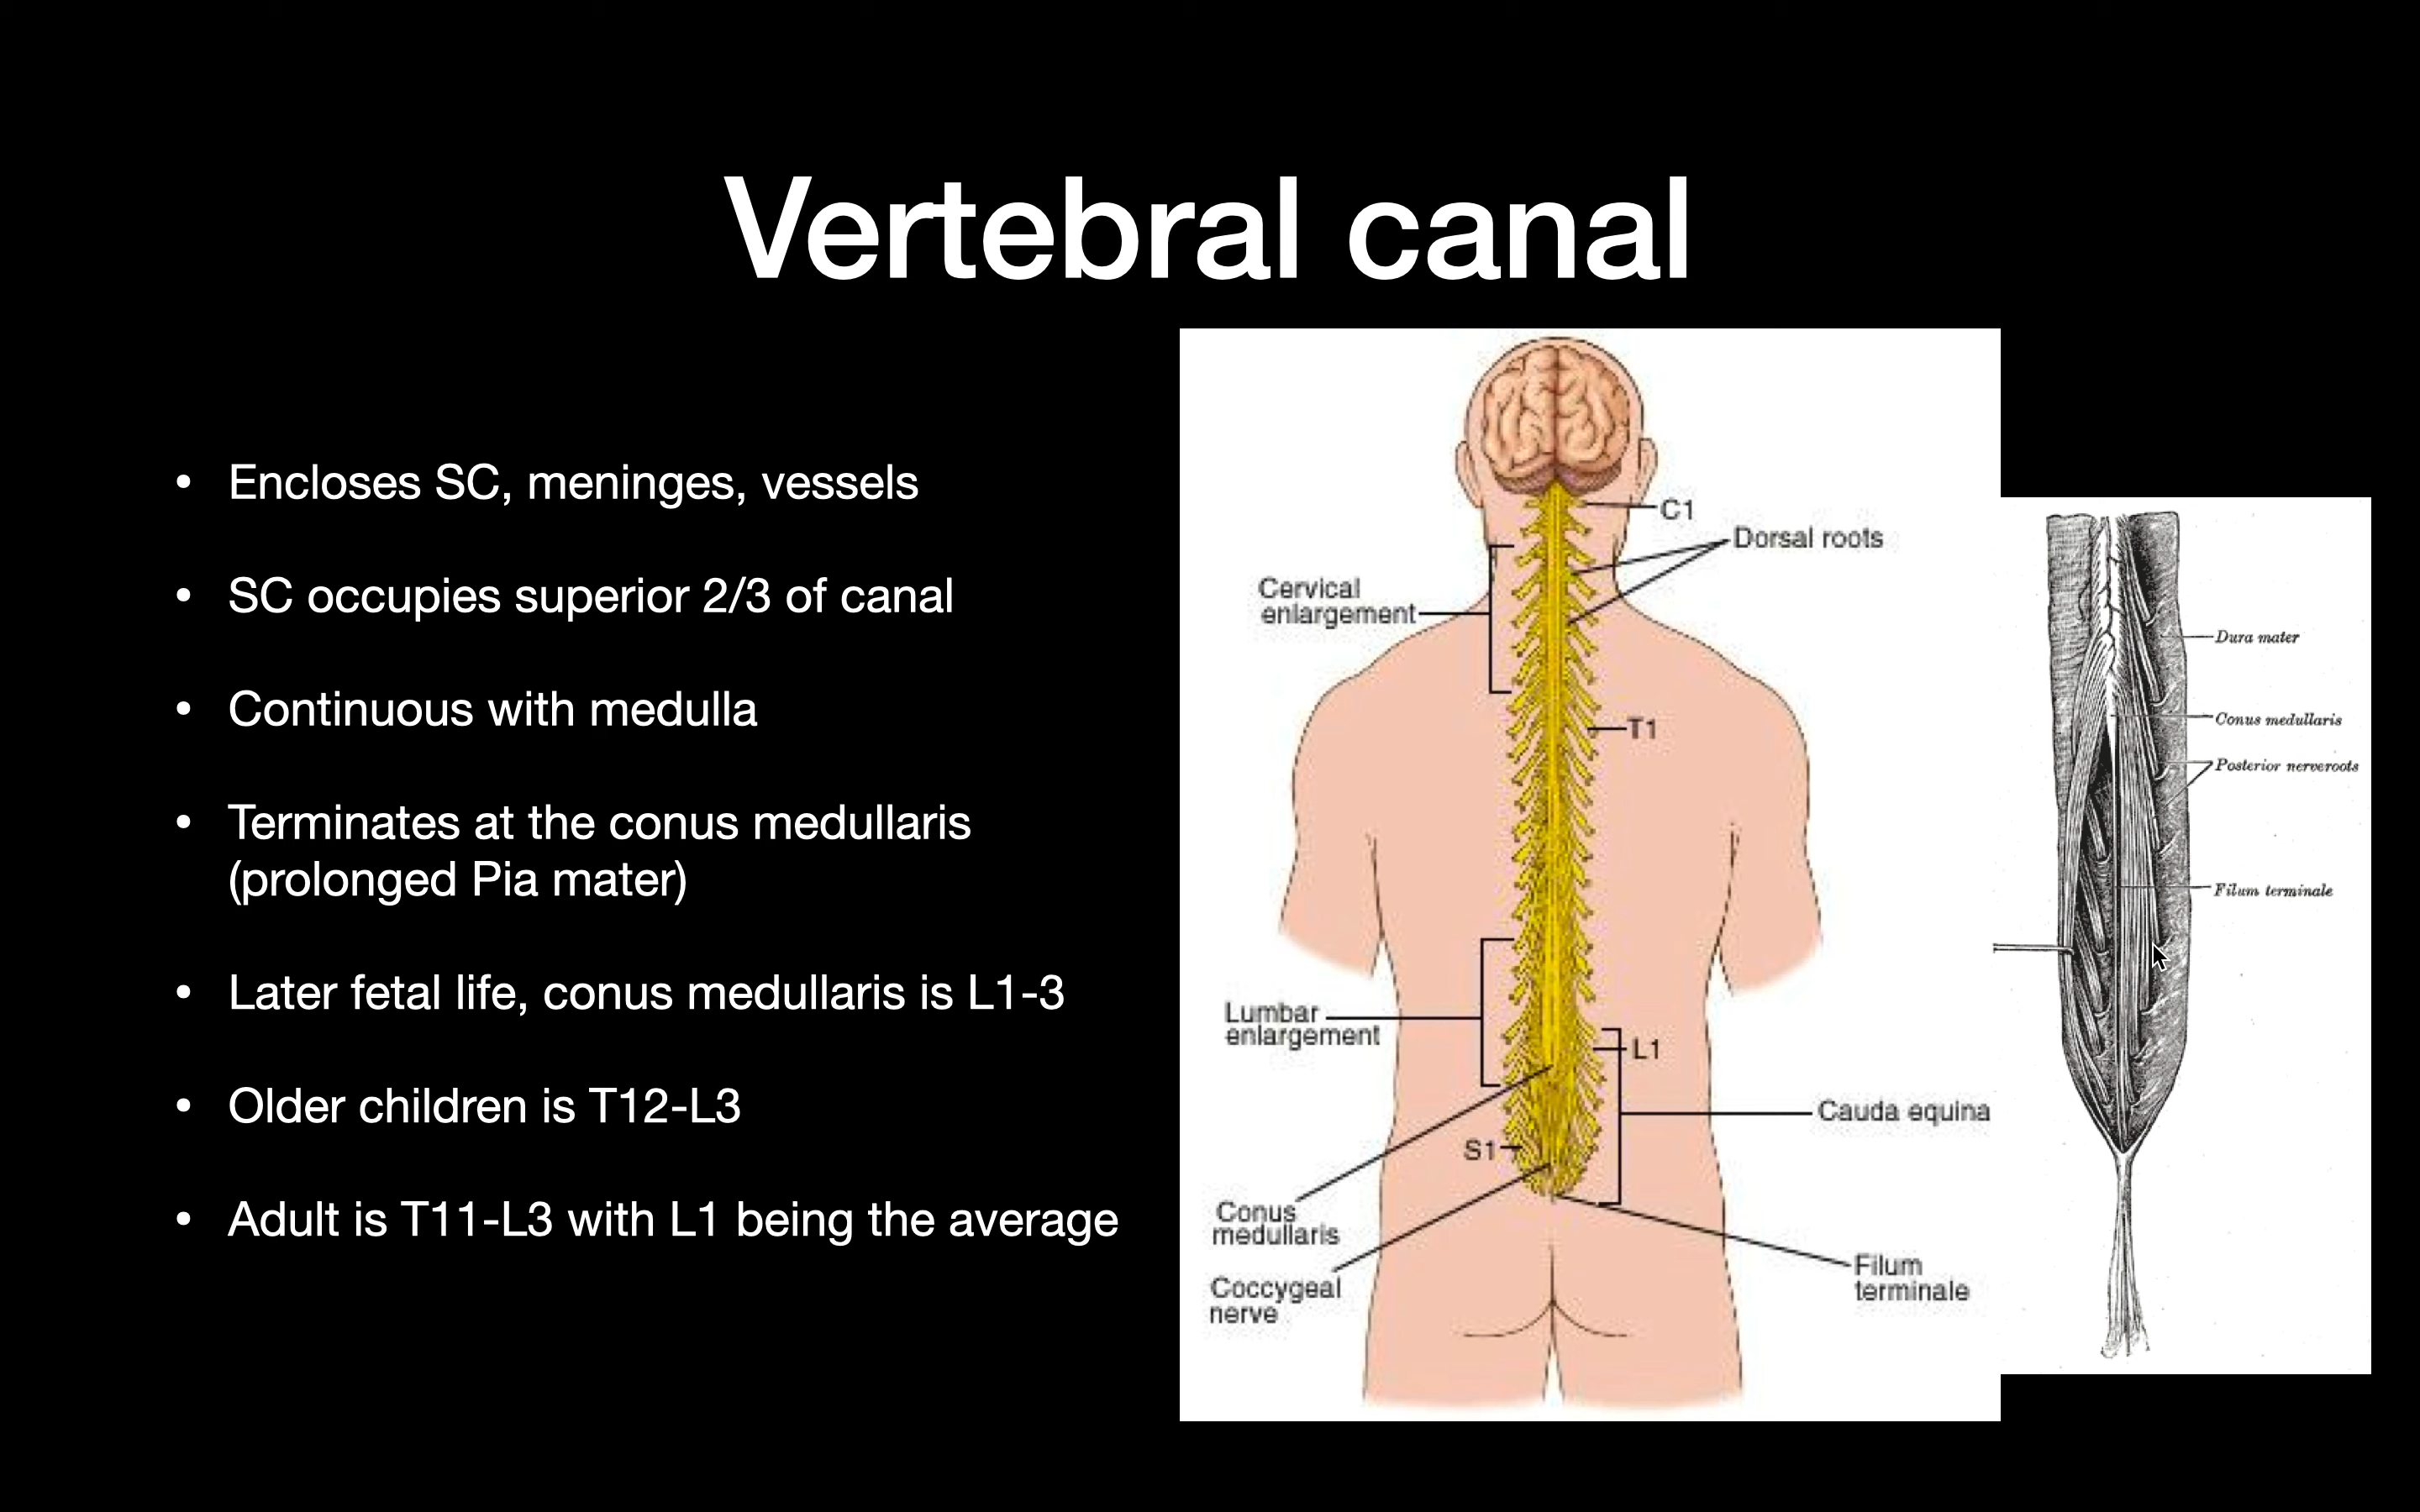 Vertebral canal
• Encloses SC, meninges, vessels
• SC occupies superior 2/3 of canal
• Continuous with medulla
• Terminates at the conus medullaris
(prolonged Pia mater)
• Later fetal life, conus medullaris is L1-3
• Older children is T12-L3
• Adult is T11-L3 with L1 being the average
C1
Dorsal roots
Cervical
enlargement
T1
Lumbar
enlargement
L1
Cauda equina
S1
Conus
medullaris
Coccygeal
nerve
Filum
terminale
Dura mater
Conus medullaris
Posterior nerveroots
Filum terminale